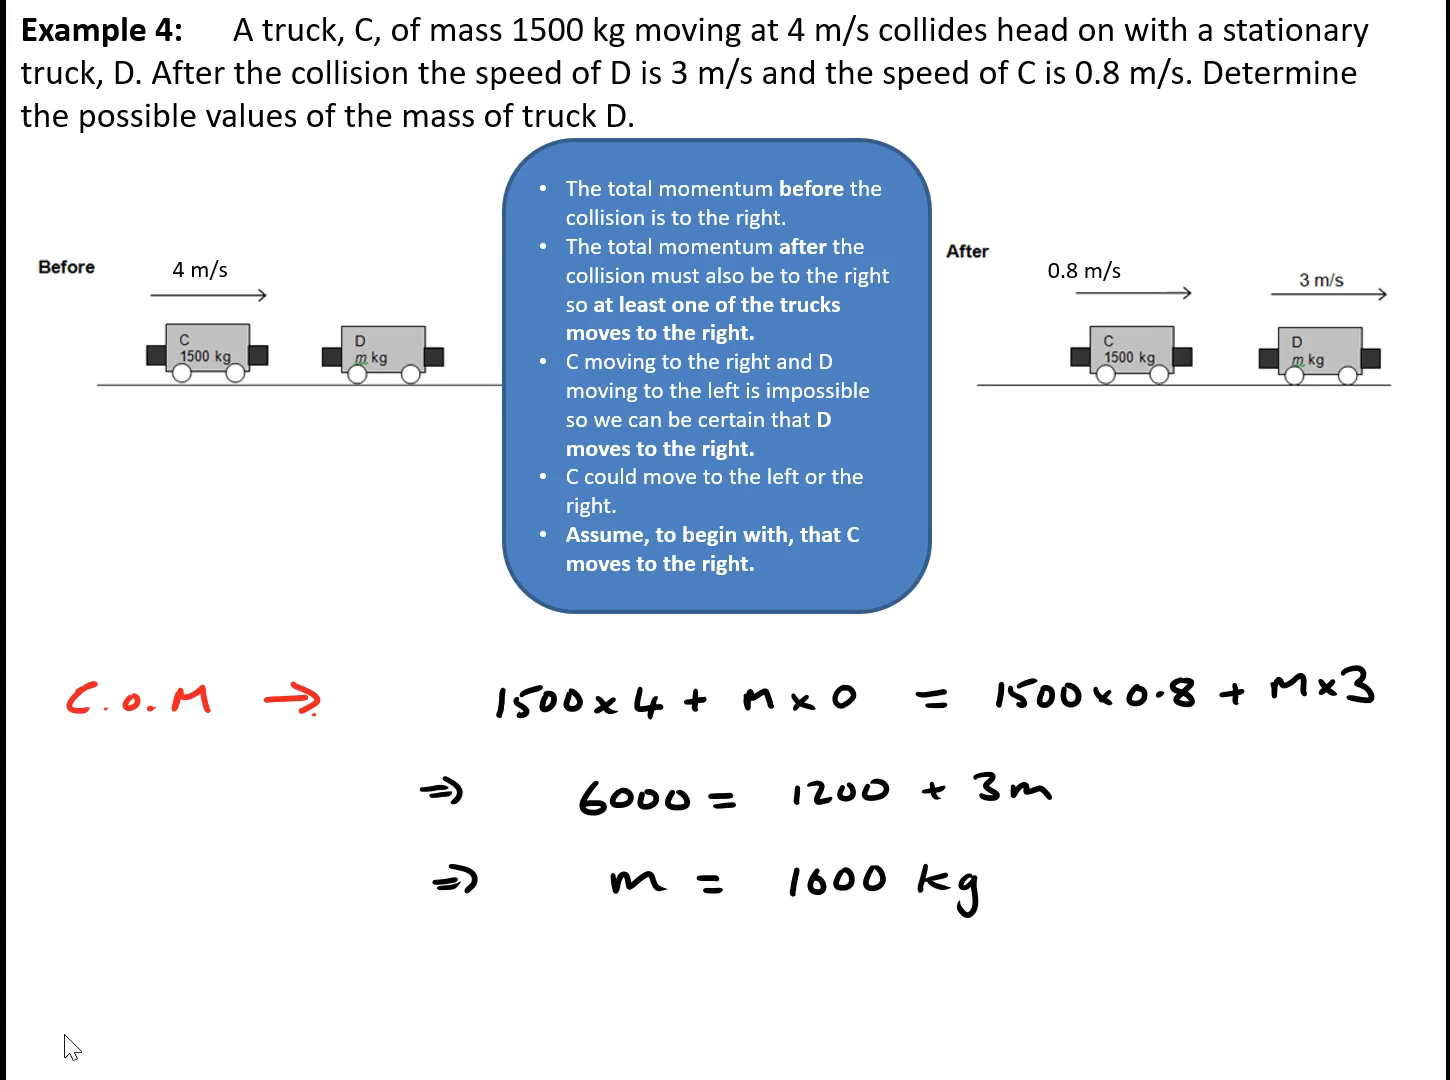 Example 4: A truck, C, of mass 1500 kg moving at 4 m/s collides head on with a stationary
truck, D. After the collision the speed of D is 3 m/s and the speed of C is 0.8 m/s. Determine
the possible values of the mass of truck D.
Before
4 m/s
C
1500 kg
D
m kg
• The total momentum before the
collision is to the right.
• The total momentum after the
collision must also be to the right
so at least one of the trucks
moves to the right.
• C moving to the right and D
moving to the left is impossible
so we can be certain that D
moves to the right.
• C could move to the left or the
right.
• Assume, to begin with, that C
moves to the right.
After
0.8 m/s
3 m/s
C
1500 kg
D
m kg
C.O.M →
1500 x 4 + m x 0 = 1500 x 0.8 + m x 3
⇒ 6000 = 1200 + 3m
⇒ m = 1600 kg